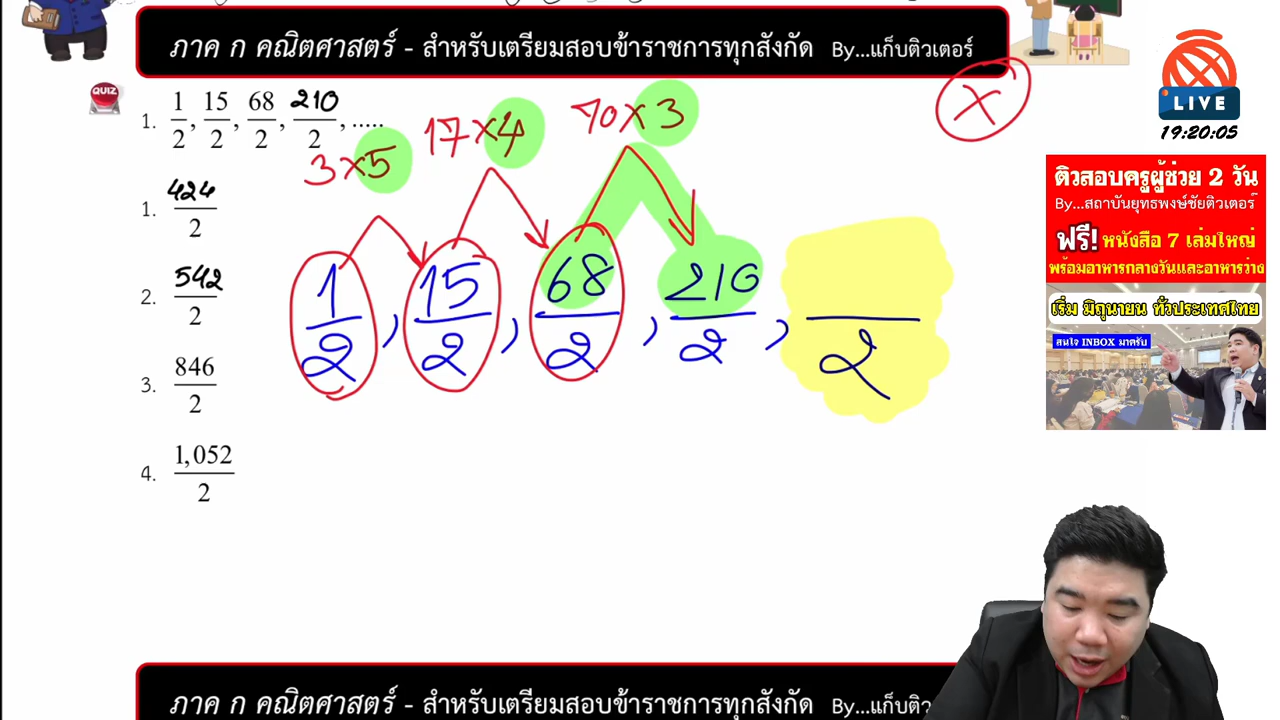 ภาค ก คณิตศาสตร์ - สำหรับเตรียมสอบข้าราชการทุกสังกัด By...แก็บติวเตอร์
QUIZ
1. 1/2, 15/2, 68/2, 210/2, .....
3×5
17×4
70×3
X
LIVE
19:20:05
ติวสอบครูผู้ช่วย 2 วัน
By...สถาบันยุทธพงษ์ชัยติวเตอร์
ฟรี! หนังสือ 7 เล่มใหญ่
พร้อมอาหารกลางวันและอาหารว่าง
เริ่ม มิถุนายน ทั่วประเทศไทย
สนใจ INBOX มาครับ
1. 424/2
2. 542/2
3. 846/2
4. 1,052/2
1/2, 15/2, 68/2, 210/2, /2
ภาค ก คณิตศาสตร์ - สำหรับเตรียมสอบข้าราชการทุกสังกัด By...แก็บติว